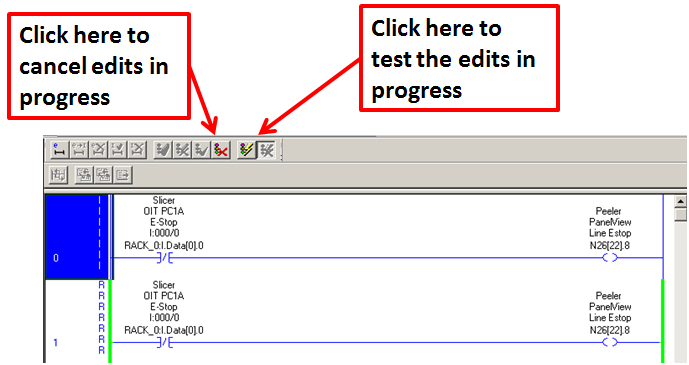 Click here to
cancel edits in
progress
Click here to
test the edits in
progress
Slicer
OIT PC1A
E-Stop
I:000/0
RACK_0:I.Data[0].0
Peeler
PanelView
Line Estop
N26[22].8
0
I
I
I
I
I
I
Slicer
OIT PC1A
E-Stop
I:000/0
RACK_0:I.Data[0].0
Peeler
PanelView
Line Estop
N26[22].8
1
R
R
R
R
R
R
R